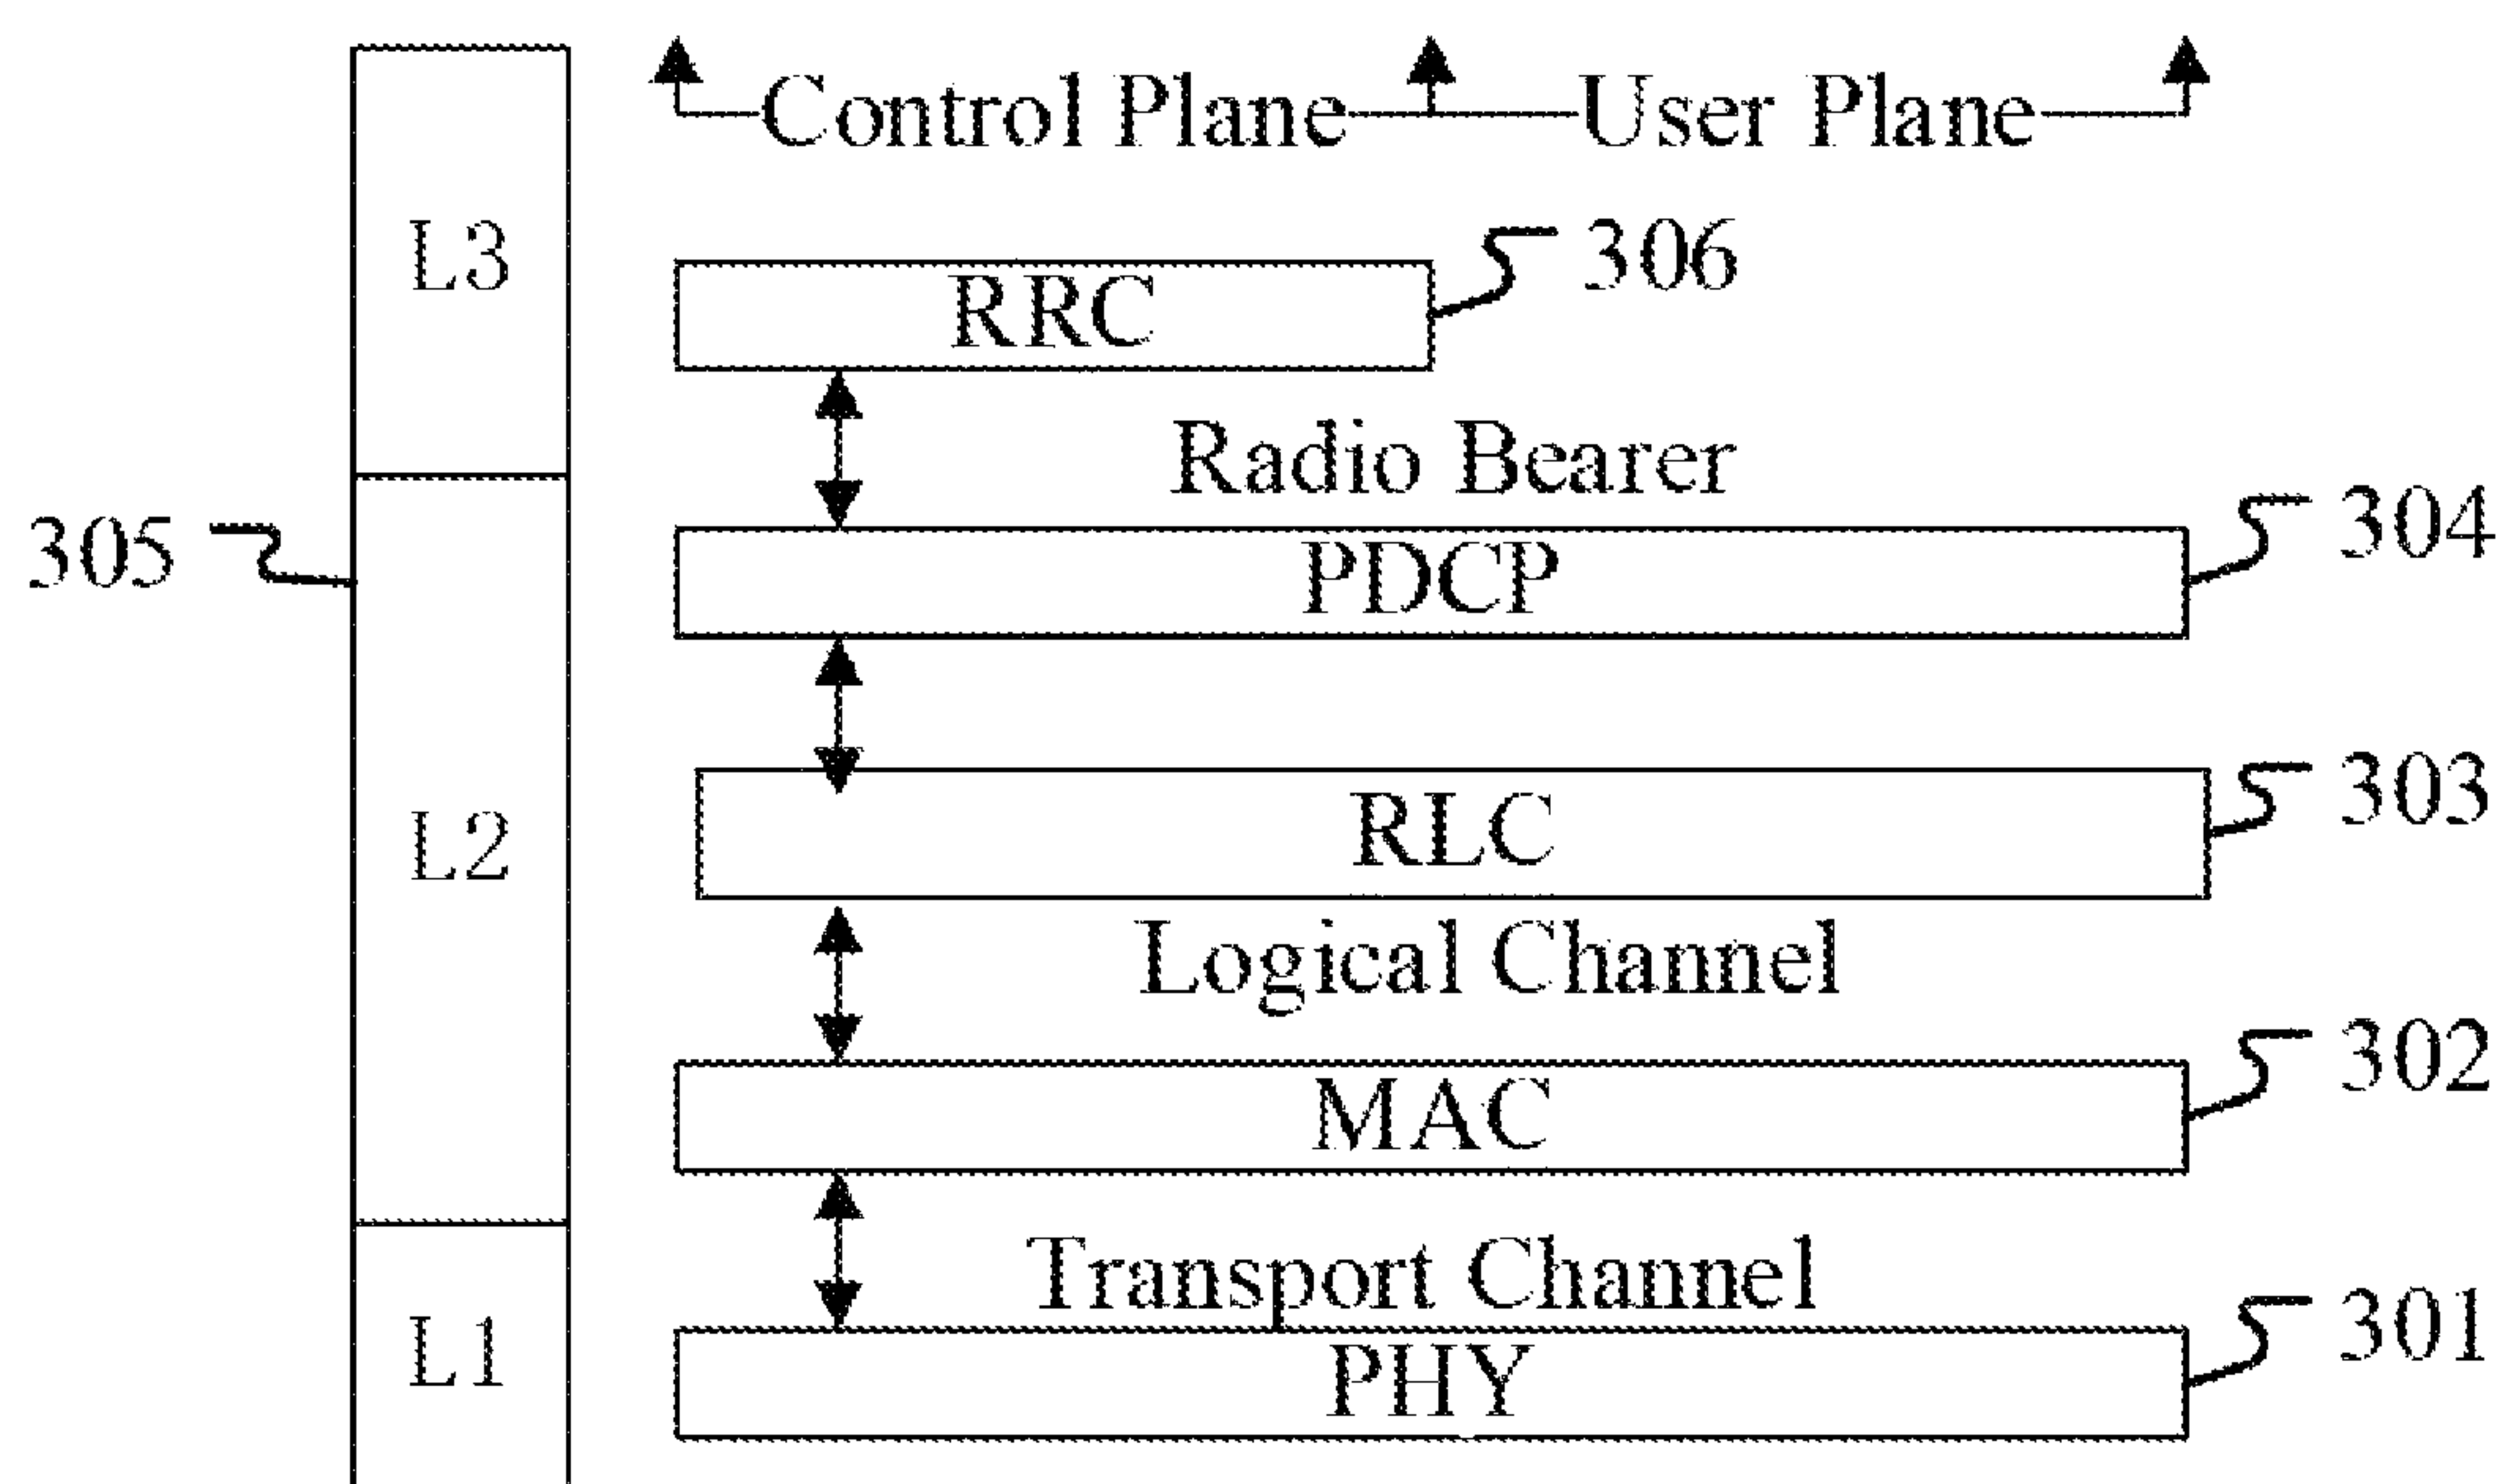 Control Plane User Plane
L3
RRC
306
Radio Bearer
305
PDCP
304
RLC
303
L2
Logical Channel
MAC
302
Transport Channel
L1
PHY
301